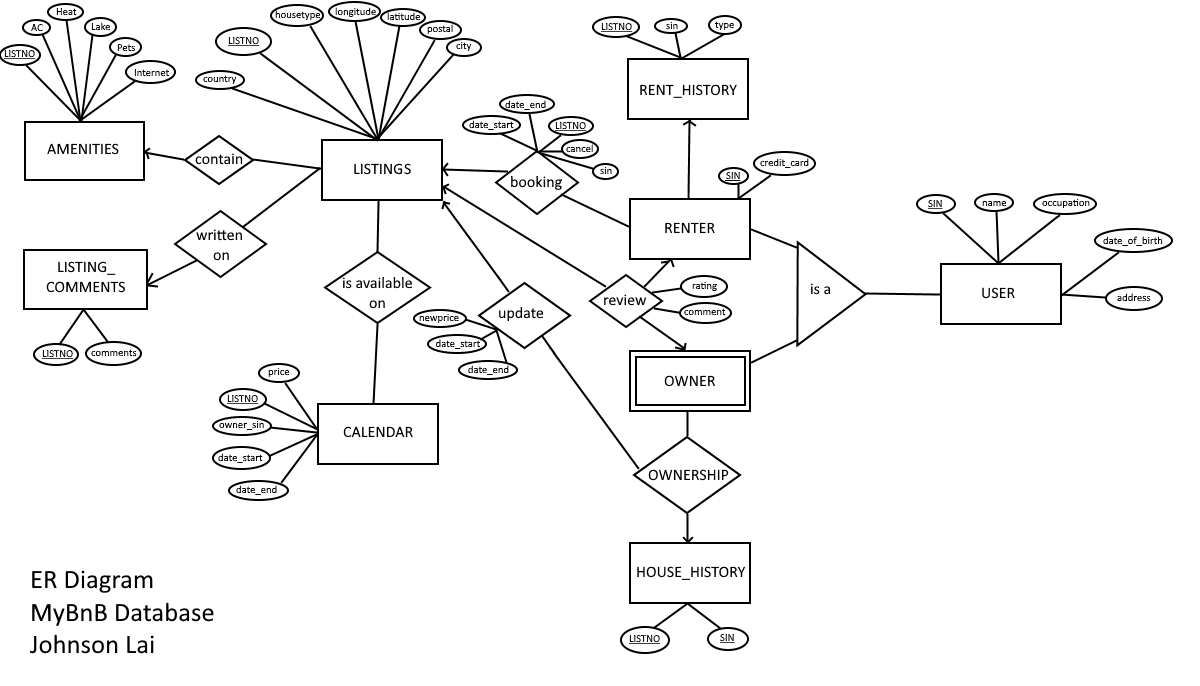 Heat
AC
Lake
LISTNO
Pets
Internet
AMENITIES
housetype
longitude
latitude
LISTNO
postal
city
country
contain
LISTINGS
written
on
LISTING_
COMMENTS
LISTNO
comments
is available
on
price
LISTNO
owner_sin
date_start
date_end
CALENDAR
date_end
date_start
LISTNO
cancel
sin
booking
LISTNO
sin
type
RENT_HISTORY
SIN
credit_card
RENTER
review
rating
comment
update
newprice
date_start
date_end
OWNER
OWNERSHIP
HOUSE_HISTORY
LISTNO
SIN
is a
SIN
name
occupation
date_of_birth
address
USER
ER Diagram
MyBnB Database
Johnson Lai